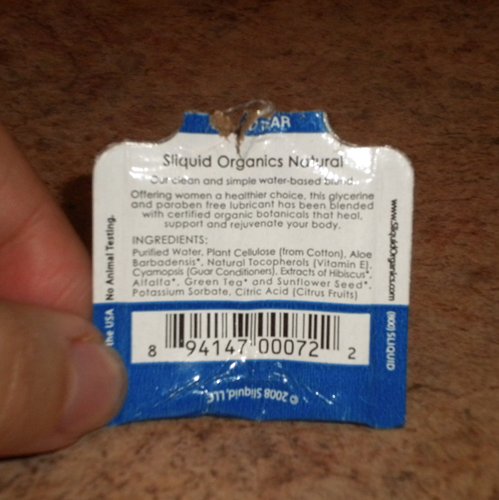 EAR
Sliquid Organics Natural
Our clean and simple water-based blend.
Offering women a healthier choice, this glycerine
and paraben free lubricant has been blended
with certified organic botanicals that heal,
support and rejuvenate your body.
INGREDIENTS:
Purified Water, Plant Cellulose (from Cotton), Aloe
Barbadensis*, Natural Tocopherols (Vitamin E),
Cyamopsis (Guar Conditioners), Extracts of Hibiscus*,
Alfalfa*, Green Tea* and Sunflower Seed*,
Potassium Sorbate, Citric Acid (Citrus Fruits)
8 94147 00072 2
© 2008 Sliquid, LLC
the USA No Animal Testing.
www.SliquidOrganics.com (800) SLIQUID